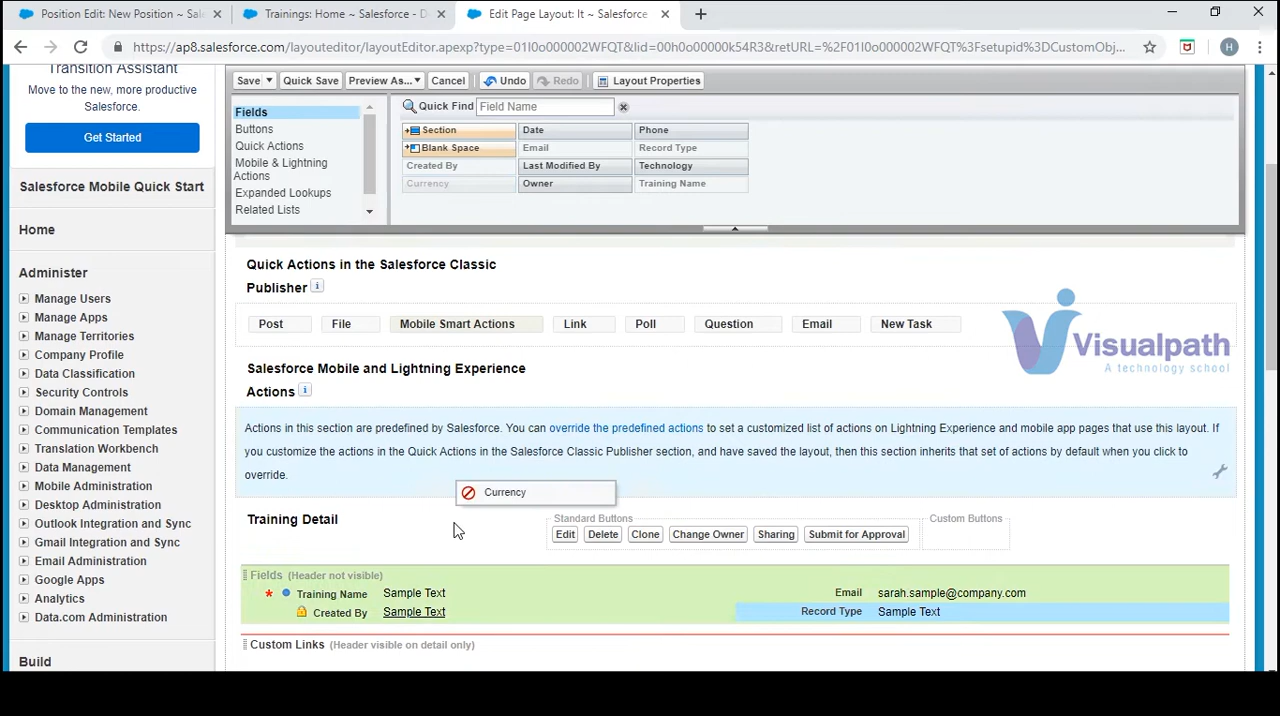 Position Edit: New Position ~ Sal
Trainings: Home ~ Salesforce - D
Edit Page Layout: It ~ Salesforce
https://ap8.salesforce.com/layouteditor/layoutEditor.apexp?type=01I0o000002WFQT&lid=00h0o00000k54R3&retURL=%2F01I0o000002WFQT%3Fsetupid%3DCustomObj...
H
Transition Assistant
Move to the new, more productive
Salesforce.
Get Started
Salesforce Mobile Quick Start
Home
Administer
Manage Users
Manage Apps
Manage Territories
Company Profile
Data Classification
Security Controls
Domain Management
Communication Templates
Translation Workbench
Data Management
Mobile Administration
Desktop Administration
Outlook Integration and Sync
Gmail Integration and Sync
Email Administration
Google Apps
Analytics
Data.com Administration
Build
Save
Quick Save
Preview As...
Cancel
Undo
Redo
Layout Properties
Fields
Buttons
Quick Actions
Mobile & Lightning
Actions
Expanded Lookups
Related Lists
Quick Find
Field Name
Section Date Phone
Blank Space Email Record Type
Created By Last Modified By Technology
Currency Owner Training Name
Quick Actions in the Salesforce Classic
Publisher
Post File Mobile Smart Actions Link Poll Question Email New Task
Visualpath
A technology school
Salesforce Mobile and Lightning Experience
Actions
Actions in this section are predefined by Salesforce. You can override the predefined actions to set a customized list of actions on Lightning Experience and mobile app pages that use this layout. If
you customize the actions in the Quick Actions in the Salesforce Classic Publisher section, and have saved the layout, then this section inherits that set of actions by default when you click to
override.
Currency
Training Detail
Standard Buttons
Edit Delete Clone Change Owner Sharing Submit for Approval
Custom Buttons
Fields (Header not visible)
* Training Name Sample Text
Email sarah.sample@company.com
Created By Sample Text
Record Type Sample Text
Custom Links (Header visible on detail only)